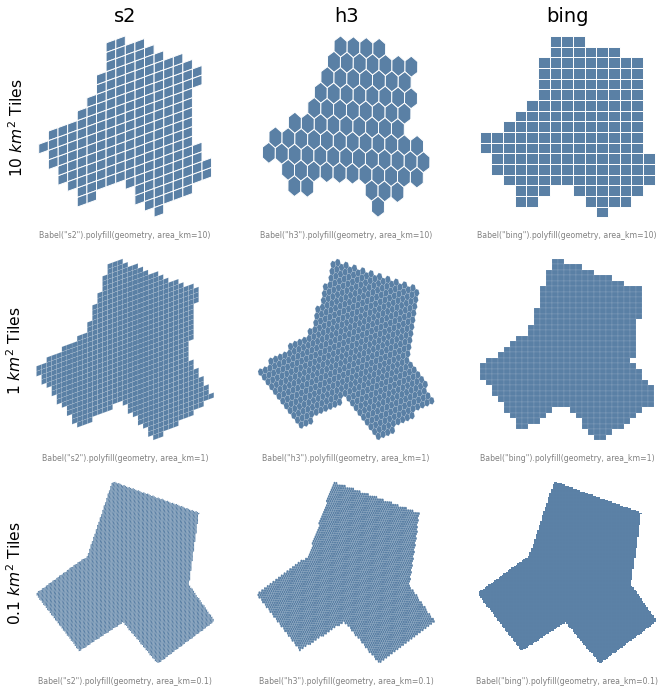 s2 h3 bing
10 km² Tiles
Babel("s2").polyfill(geometry, area_km=10) Babel("h3").polyfill(geometry, area_km=10) Babel("bing").polyfill(geometry, area_km=10)
1 km² Tiles
Babel("s2").polyfill(geometry, area_km=1) Babel("h3").polyfill(geometry, area_km=1) Babel("bing").polyfill(geometry, area_km=1)
0.1 km² Tiles
Babel("s2").polyfill(geometry, area_km=0.1) Babel("h3").polyfill(geometry, area_km=0.1) Babel("bing").polyfill(geometry, area_km=0.1)